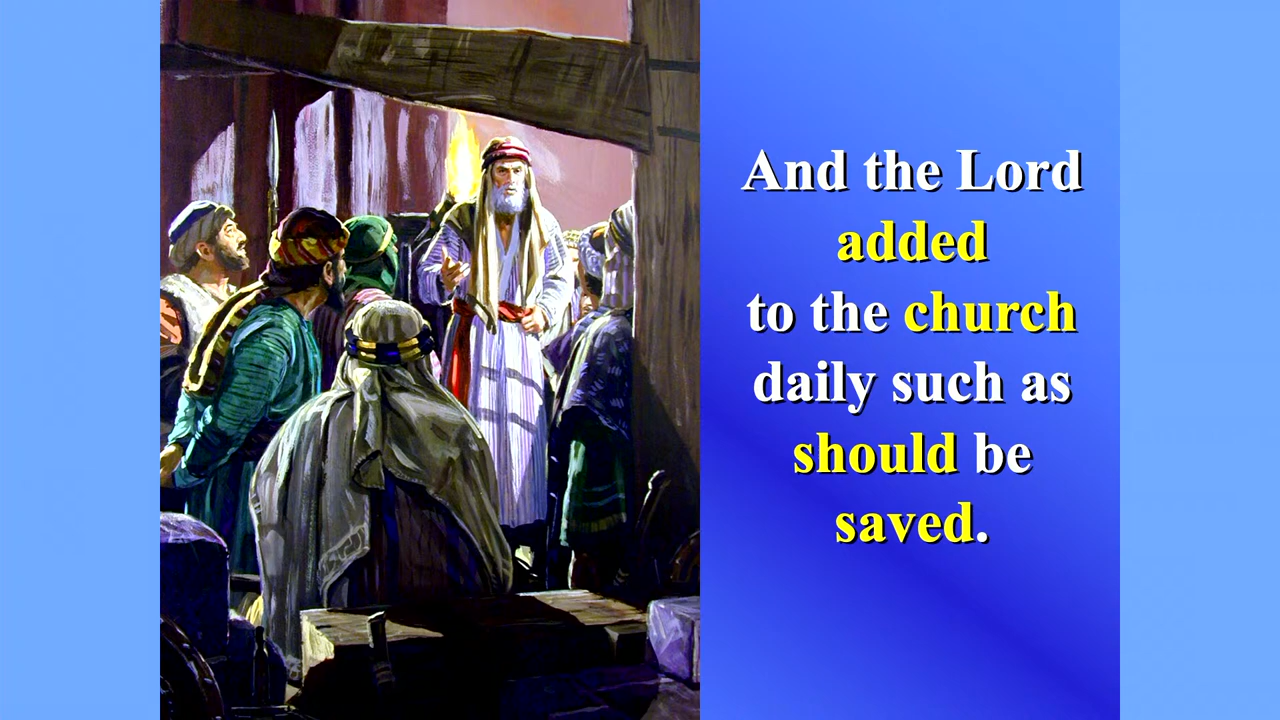 And the Lord
added
to the church
daily such as
should be
saved.